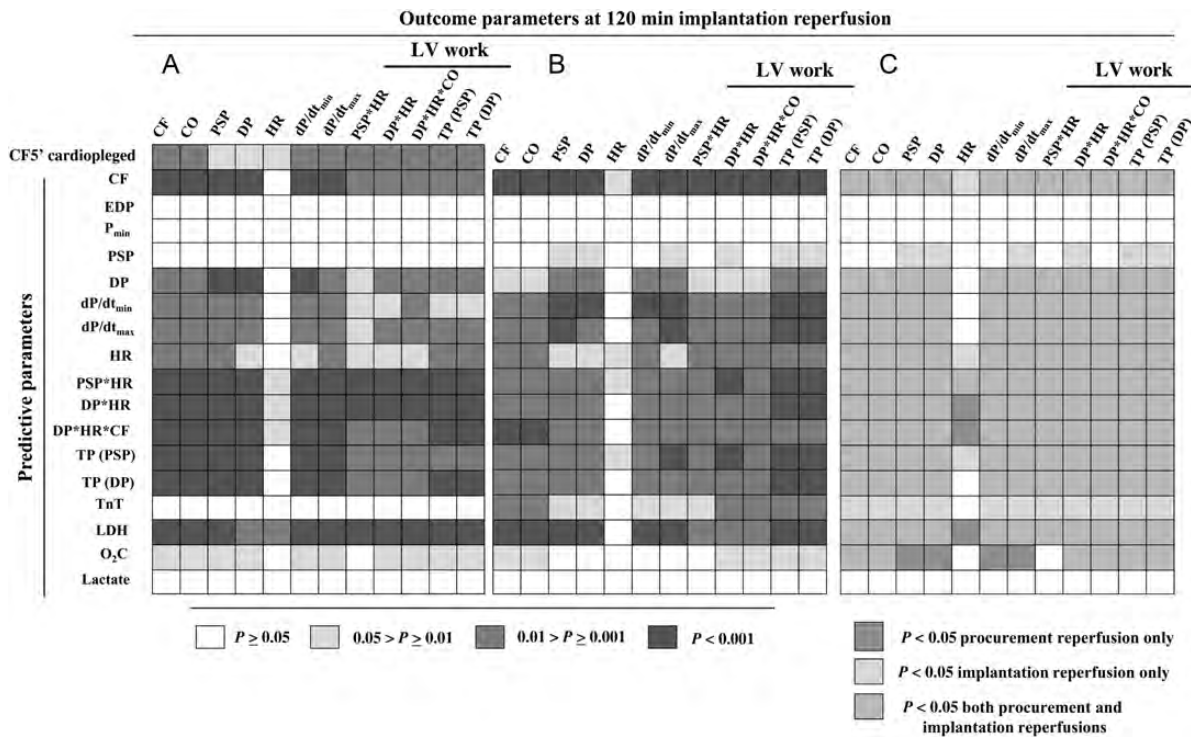 Outcome parameters at 120 min implantation reperfusion
LV work
LV work
LV work
A
B
C
CF CO PSP DP HR dP/dtmin dP/dtmax PSP*HR DP*HR DP*HR*CO TP (PSP) TP (DP)
CF CO PSP DP HR dP/dtmin dP/dtmax PSP*HR DP*HR DP*HR*CO TP (PSP) TP (DP)
CF CO PSP DP HR dP/dtmin dP/dtmax PSP*HR DP*HR DP*HR*CO TP (PSP) TP (DP)
Predictive parameters
CF5’ cardiopleged
CF
EDP
Pmin
PSP
DP
dP/dtmin
dP/dtmax
HR
PSP*HR
DP*HR
DP*HR*CF
TP (PSP)
TP (DP)
TnT
LDH
O₂C
Lactate
P ≥ 0.05
0.05 > P ≥ 0.01
0.01 > P ≥ 0.001
P < 0.001
P < 0.05 procurement reperfusion only
P < 0.05 implantation reperfusion only
P < 0.05 both procurement and
implantation reperfusions